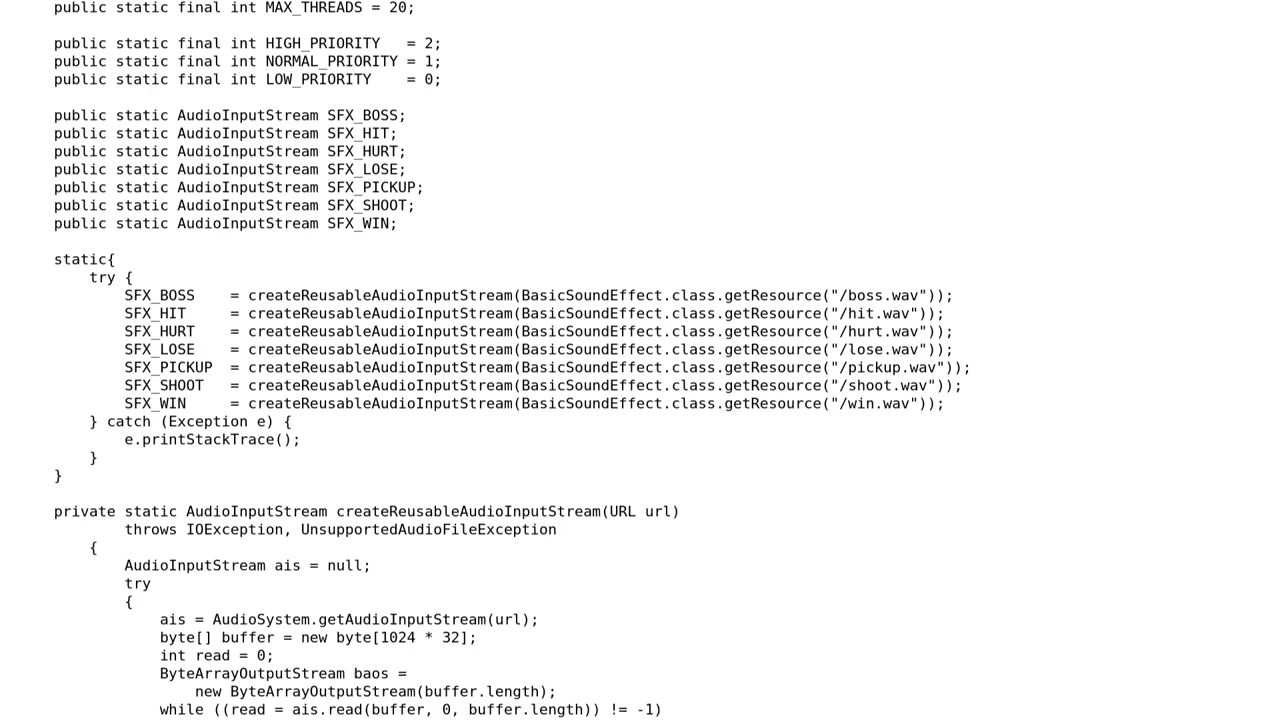 public static final int MAX_THREADS = 20;

public static final int HIGH_PRIORITY   = 2;
public static final int NORMAL_PRIORITY = 1;
public static final int LOW_PRIORITY    = 0;

public static AudioInputStream SFX_BOSS;
public static AudioInputStream SFX_HIT;
public static AudioInputStream SFX_HURT;
public static AudioInputStream SFX_LOSE;
public static AudioInputStream SFX_PICKUP;
public static AudioInputStream SFX_SHOOT;
public static AudioInputStream SFX_WIN;

static{
    try {
        SFX_BOSS    = createReusableAudioInputStream(BasicSoundEffect.class.getResource("/boss.wav"));
        SFX_HIT     = createReusableAudioInputStream(BasicSoundEffect.class.getResource("/hit.wav"));
        SFX_HURT    = createReusableAudioInputStream(BasicSoundEffect.class.getResource("/hurt.wav"));
        SFX_LOSE    = createReusableAudioInputStream(BasicSoundEffect.class.getResource("/lose.wav"));
        SFX_PICKUP  = createReusableAudioInputStream(BasicSoundEffect.class.getResource("/pickup.wav"));
        SFX_SHOOT   = createReusableAudioInputStream(BasicSoundEffect.class.getResource("/shoot.wav"));
        SFX_WIN     = createReusableAudioInputStream(BasicSoundEffect.class.getResource("/win.wav"));
    } catch (Exception e) {
        e.printStackTrace();
    }
}

private static AudioInputStream createReusableAudioInputStream(URL url)
        throws IOException, UnsupportedAudioFileException
    {
        AudioInputStream ais = null;
        try
        {
            ais = AudioSystem.getAudioInputStream(url);
            byte[] buffer = new byte[1024 * 32];
            int read = 0;
            ByteArrayOutputStream baos =
                new ByteArrayOutputStream(buffer.length);
            while ((read = ais.read(buffer, 0, buffer.length)) != -1)